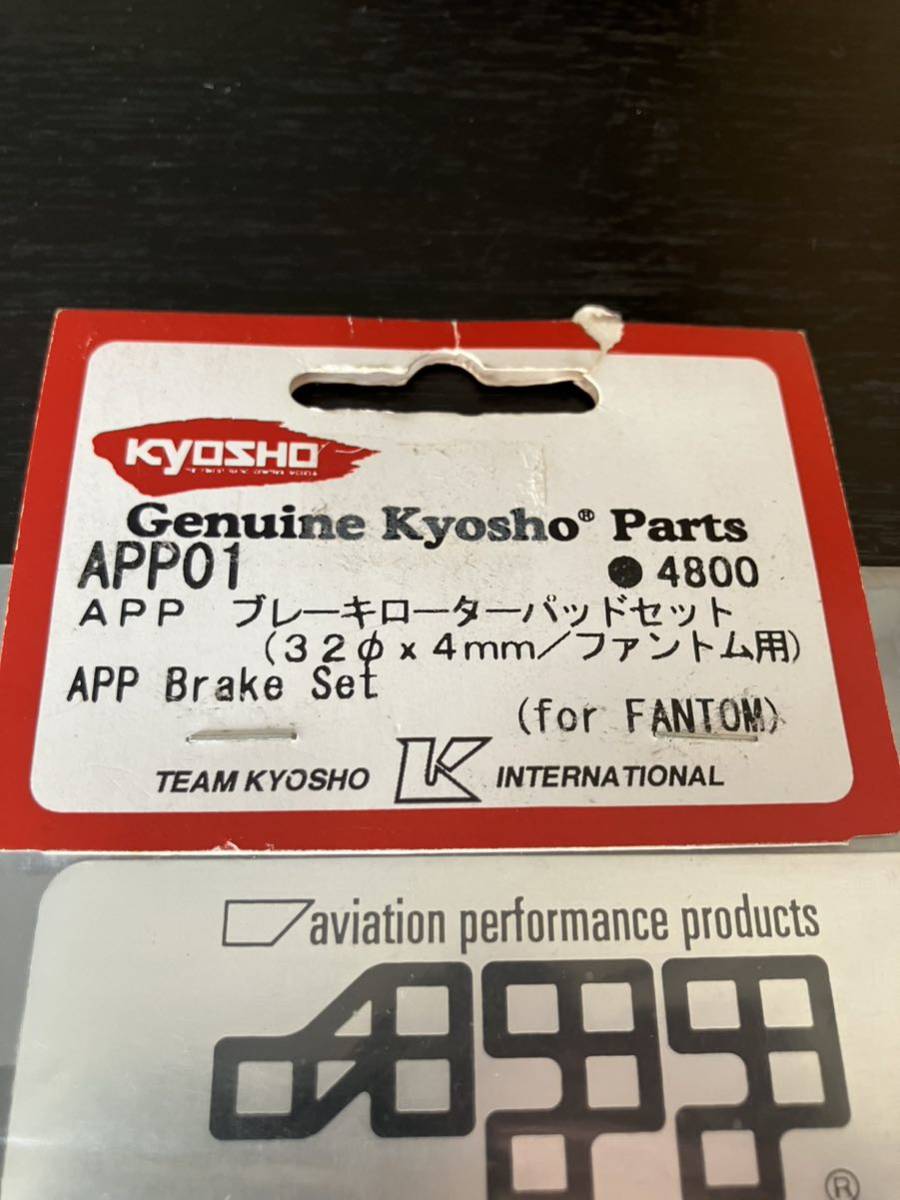 KYOSHO
Genuine Kyosho® Parts
APP01 ●4800
APP ブレーキローターパッドセット
(32φx4mm/ファントム用)
APP Brake Set
(for FANTOM)
TEAM KYOSHO K INTERNATIONAL
aviation performance products
APP
®